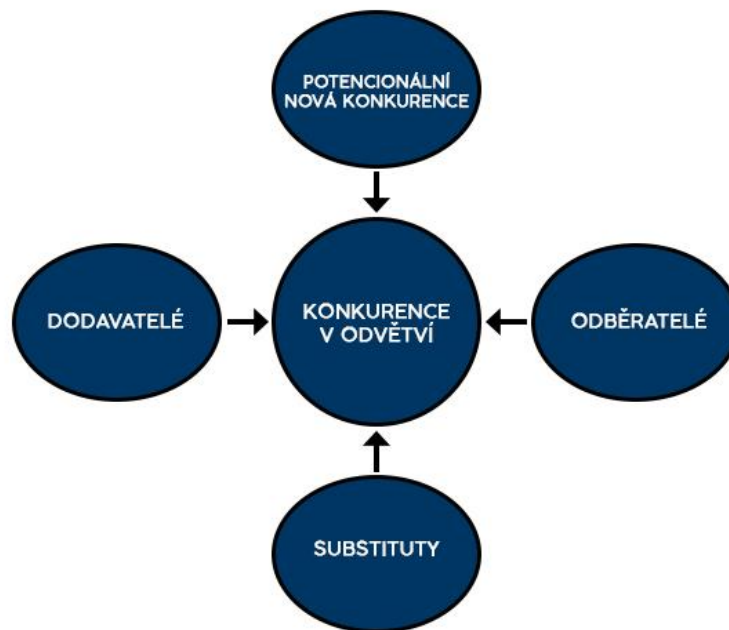 POTENCIONÁLNÍ
NOVÁ KONKURENCE
DODAVATELÉ
KONKURENCE
V ODVĚTVÍ
ODBĚRATELÉ
SUBSTITUTY